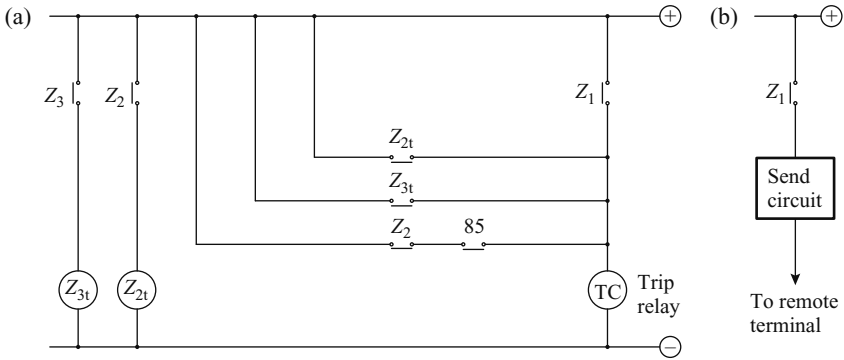 (a)
+
(b)
+
Z3
Z2
Z1
Z1
Z2t
Z3t
Z2
85
Send
circuit
Z3t
Z2t
TC
Trip
relay
To remote
terminal
−